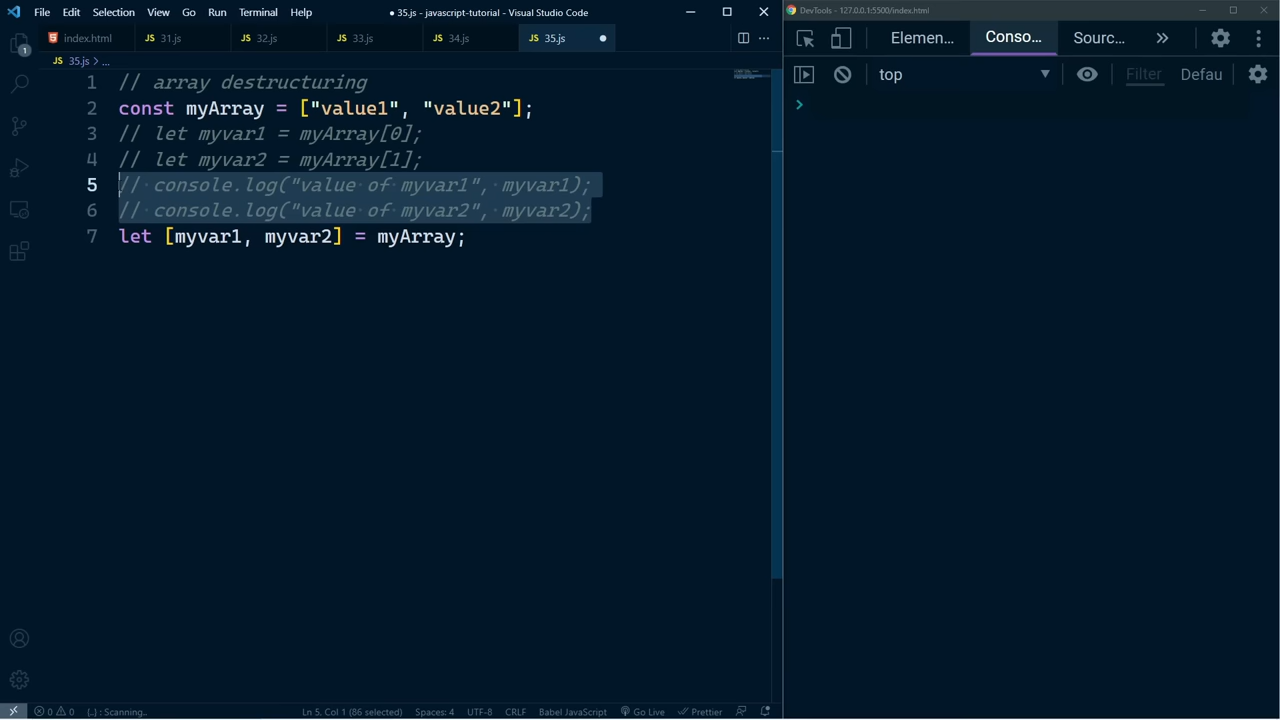 File Edit Selection View Go Run Terminal Help ● 35.js - javascript-tutorial - Visual Studio Code
DevTools - 127.0.0.1:5500/index.html
index.html JS 31.js JS 32.js JS 33.js JS 34.js JS 35.js
Elemen... Conso... Sourc...
JS 35.js > ...
top Filter Defau
1 // array destructuring
2 const myArray = ["value1", "value2"];
3 // let myvar1 = myArray[0];
4 // let myvar2 = myArray[1];
5 // console.log("value of myvar1", myvar1);
6 // console.log("value of myvar2", myvar2);
7 let [myvar1, myvar2] = myArray;
1
>
0 0 {..} : Scanning.. Ln 5, Col 1 (86 selected) Spaces: 4 UTF-8 CRLF Babel JavaScript Go Live Prettier